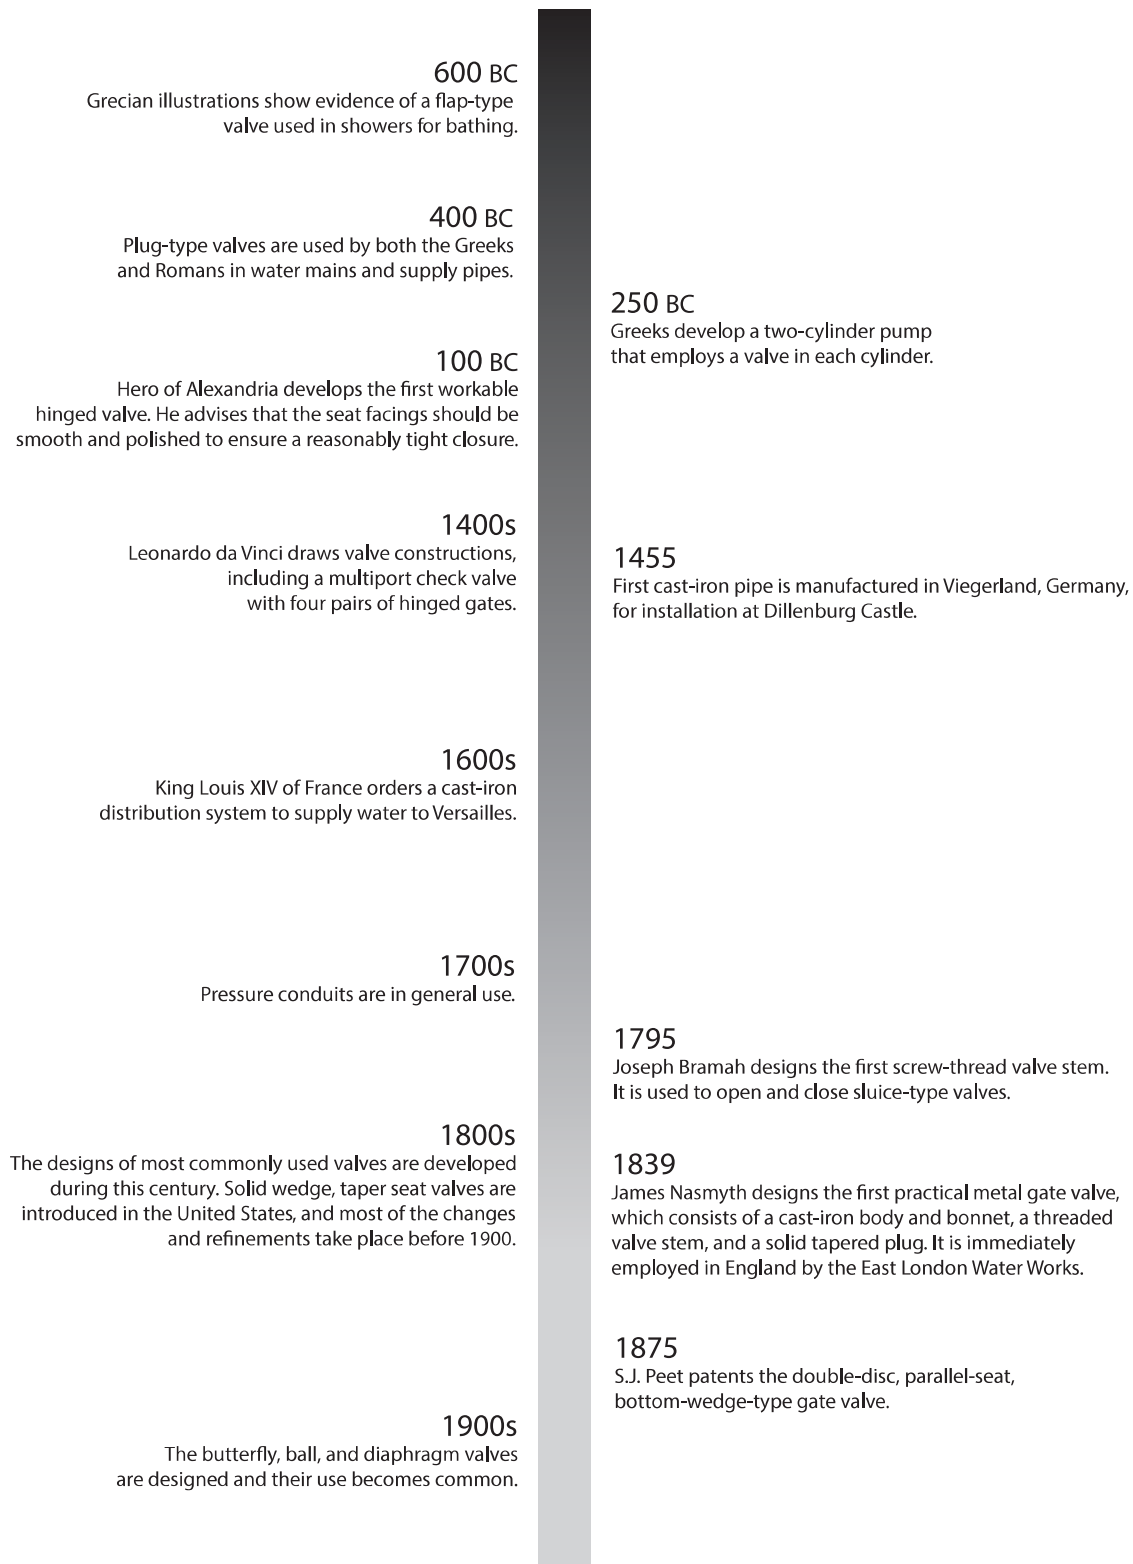 600 BC
Grecian illustrations show evidence of a flap-type
valve used in showers for bathing.
400 BC
Plug-type valves are used by both the Greeks
and Romans in water mains and supply pipes.
250 BC
Greeks develop a two-cylinder pump
that employs a valve in each cylinder.
100 BC
Hero of Alexandria develops the first workable
hinged valve. He advises that the seat facings should be
smooth and polished to ensure a reasonably tight closure.
1400s
Leonardo da Vinci draws valve constructions,
including a multiport check valve
with four pairs of hinged gates.
1455
First cast-iron pipe is manufactured in Viegerland, Germany,
for installation at Dillenburg Castle.
1600s
King Louis XIV of France orders a cast-iron
distribution system to supply water to Versailles.
1700s
Pressure conduits are in general use.
1795
Joseph Bramah designs the first screw-thread valve stem.
It is used to open and close sluice-type valves.
1800s
The designs of most commonly used valves are developed
during this century. Solid wedge, taper seat valves are
introduced in the United States, and most of the changes
and refinements take place before 1900.
1839
James Nasmyth designs the first practical metal gate valve,
which consists of a cast-iron body and bonnet, a threaded
valve stem, and a solid tapered plug. It is immediately
employed in England by the East London Water Works.
1875
S.J. Peet patents the double-disc, parallel-seat,
bottom-wedge-type gate valve.
1900s
The butterfly, ball, and diaphragm valves
are designed and their use becomes common.